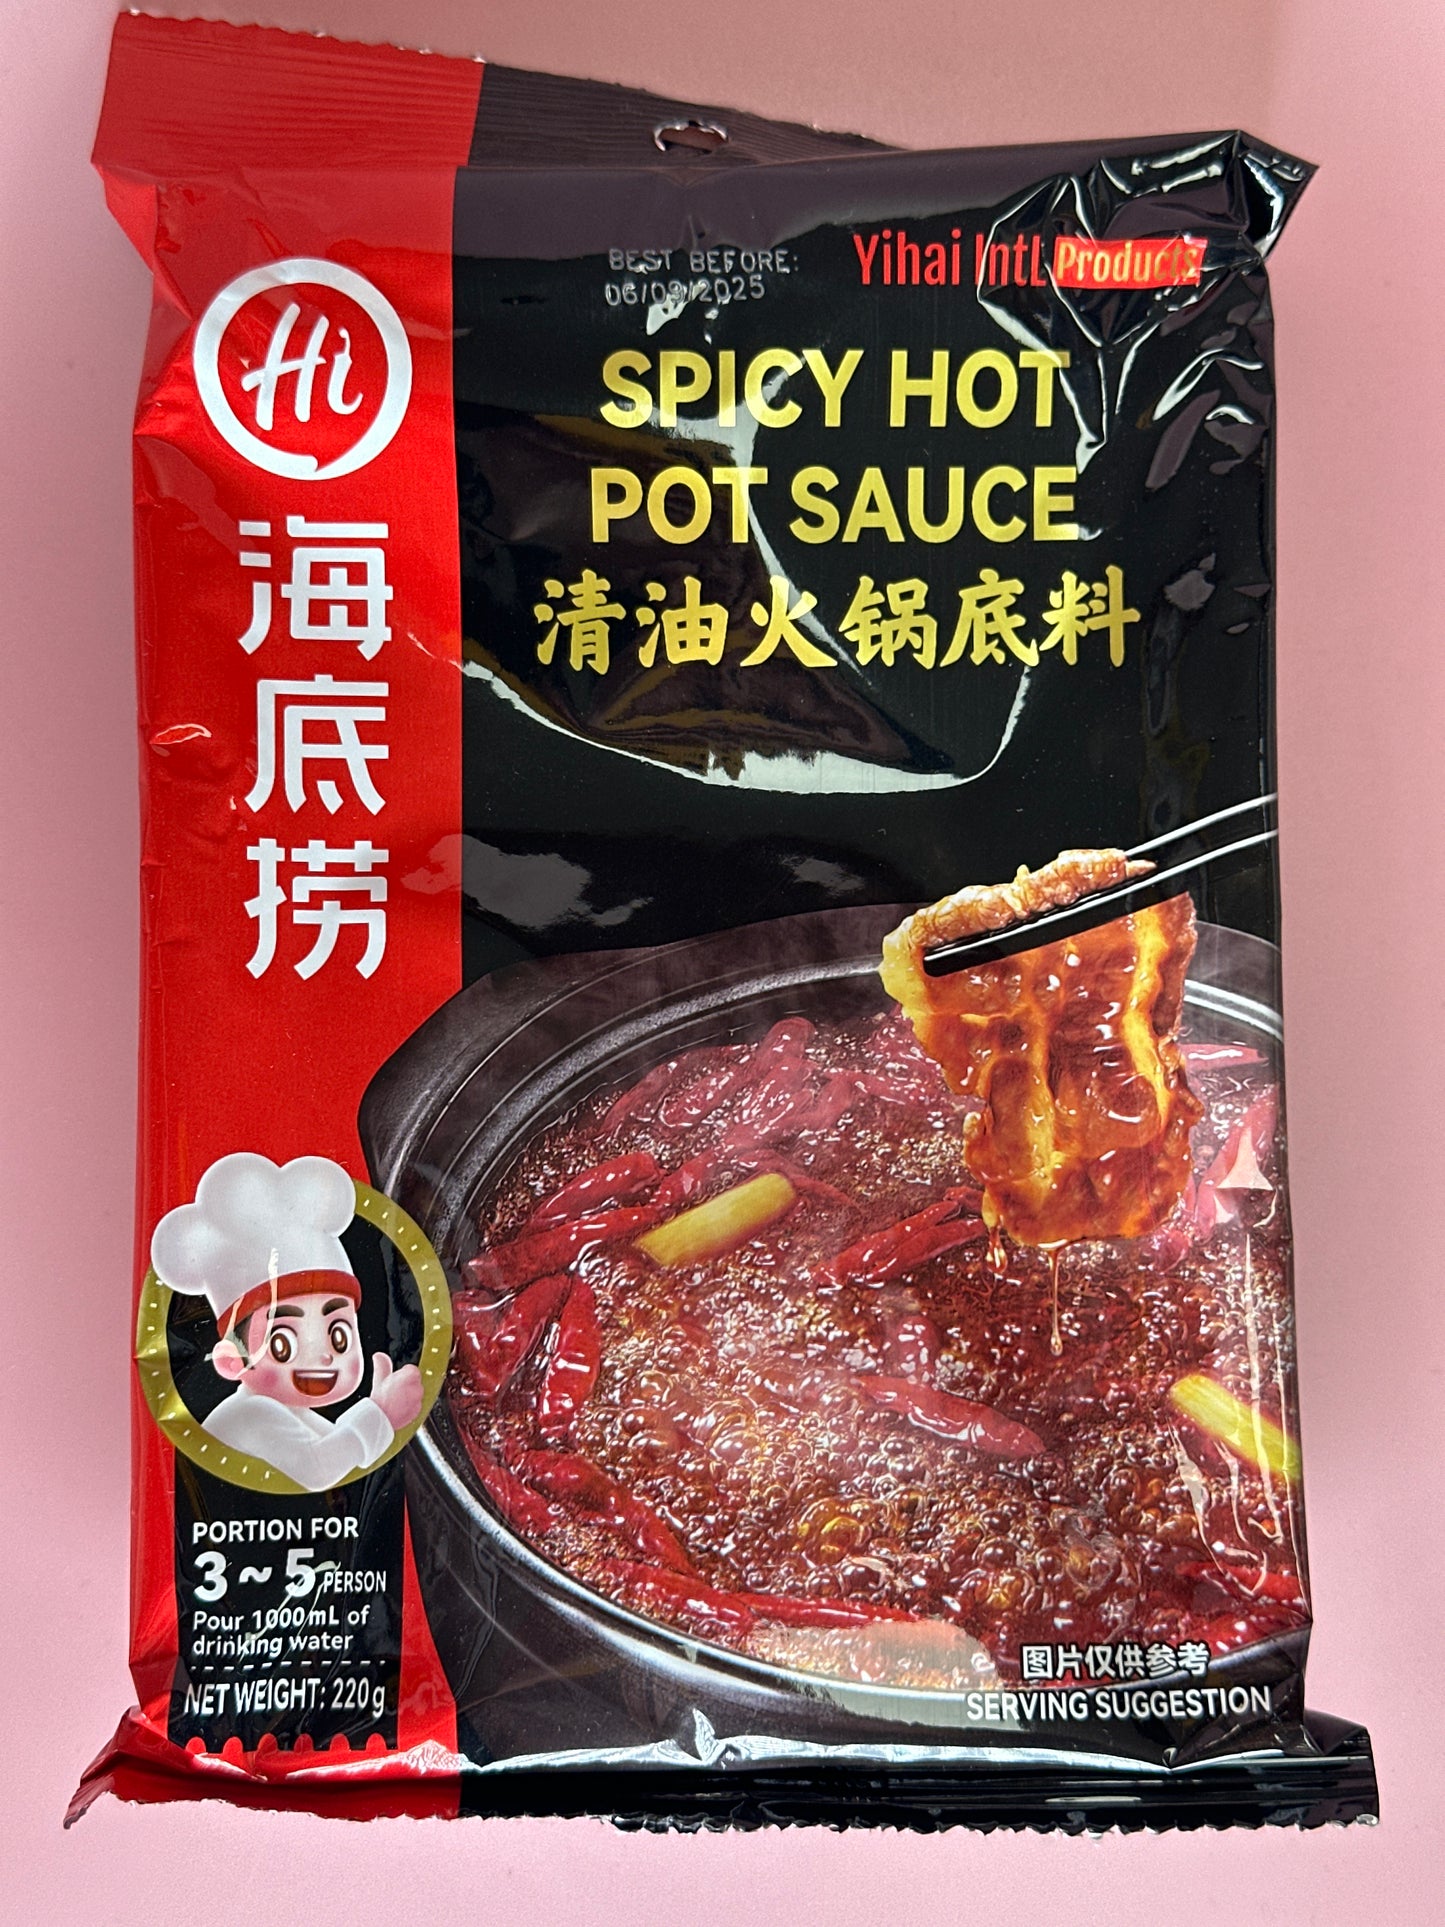 BEST BEFORE:
06/09/2025
Yihai Intl Products
Hi
海底捞
SPICY HOT
POT SAUCE
清油火锅底料
PORTION FOR
3~5 PERSON
Pour 1000mL of
drinking water
NET WEIGHT: 220g
图片仅供参考
SERVING SUGGESTION